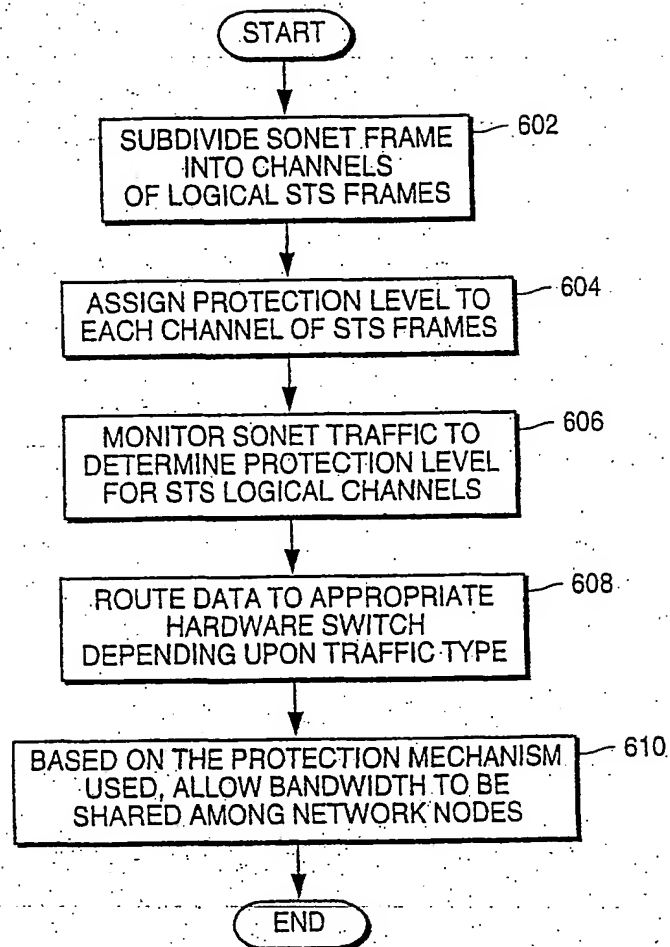 START
SUBDIVIDE SONET FRAME
INTO CHANNELS
OF LOGICAL STS FRAMES
602
ASSIGN PROTECTION LEVEL TO
EACH CHANNEL OF STS FRAMES
604
MONITOR SONET TRAFFIC TO
DETERMINE PROTECTION LEVEL
FOR STS LOGICAL CHANNELS
606
ROUTE DATA TO APPROPRIATE
HARDWARE SWITCH
DEPENDING UPON TRAFFIC TYPE
608
BASED ON THE PROTECTION MECHANISM
USED, ALLOW BANDWIDTH TO BE
SHARED AMONG NETWORK NODES
610
END